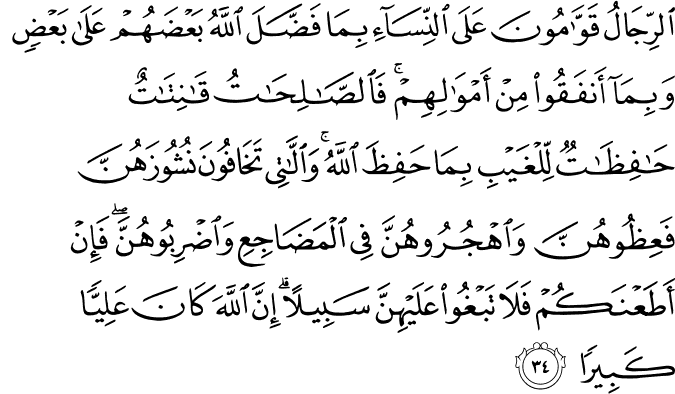 ٱلرِّجَالُ قَوَّٰمُونَ عَلَى ٱلنِّسَآءِ بِمَا فَضَّلَ ٱللَّهُ بَعْضَهُمْ عَلَىٰ بَعْضٍ
وَبِمَآ أَنفَقُوا۟ مِنْ أَمْوَٰلِهِمْ ۚ فَٱلصَّٰلِحَٰتُ قَٰنِتَٰتٌ
حَٰفِظَٰتٌ لِّلْغَيْبِ بِمَا حَفِظَ ٱللَّهُ ۚ وَٱلَّٰتِى تَخَافُونَ نُشُوزَهُنَّ
فَعِظُوهُنَّ وَٱهْجُرُوهُنَّ فِى ٱلْمَضَاجِعِ وَٱضْرِبُوهُنَّ ۖ فَإِنْ
أَطَعْنَكُمْ فَلَا تَبْغُوا۟ عَلَيْهِنَّ سَبِيلًا ۗ إِنَّ ٱللَّهَ كَانَ عَلِيًّا
كَبِيرًا ٣٤